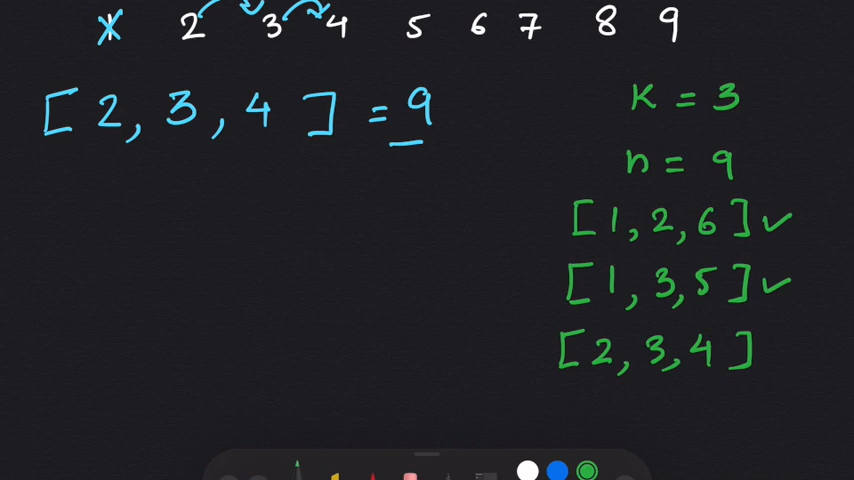 1 2 3 4 5 6 7 8 9
[ 2, 3, 4 ] = 9
K = 3
n = 9
[ 1, 2, 6 ] ✓
[ 1, 3, 5 ] ✓
[ 2, 3, 4 ]